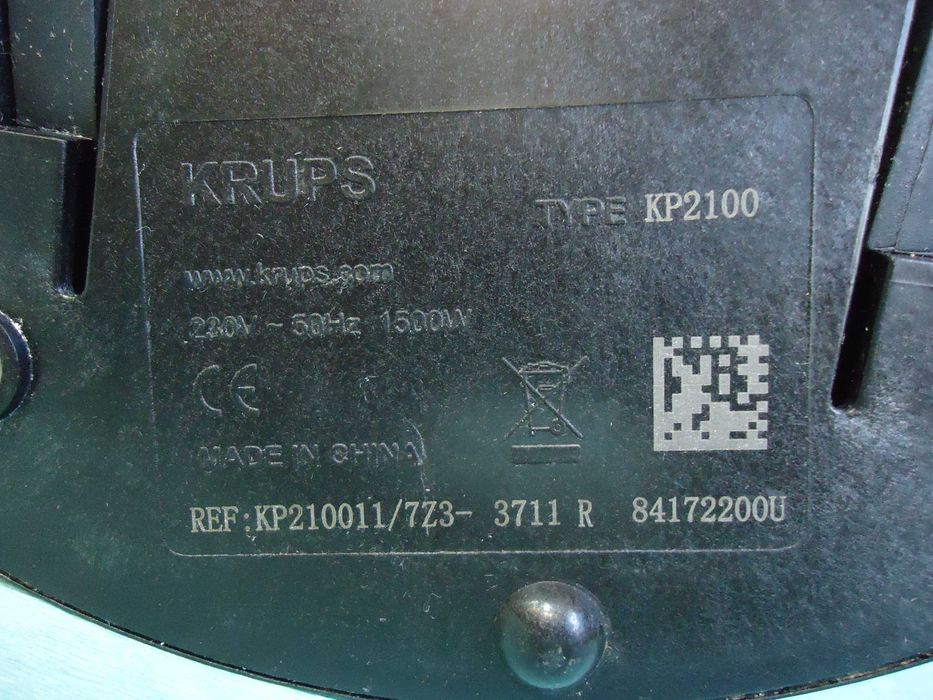 KRUPS
TYPE KP2100
www.krups.com
230V ~ 50Hz 1500W
CE
MADE IN CHINA
REF:KP210011/7Z3- 3711 R 84172200U